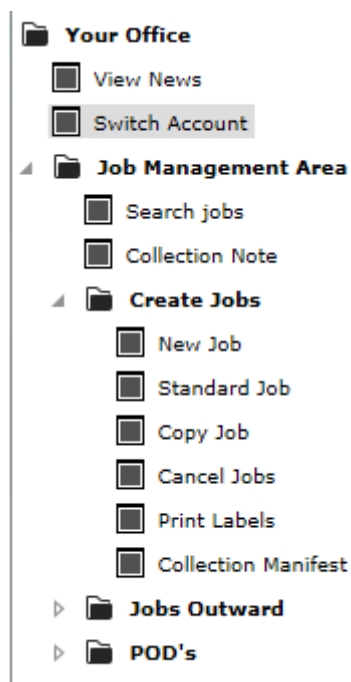 Your Office
View News
Switch Account
Job Management Area
Search jobs
Collection Note
Create Jobs
New Job
Standard Job
Copy Job
Cancel Jobs
Print Labels
Collection Manifest
Jobs Outward
POD's